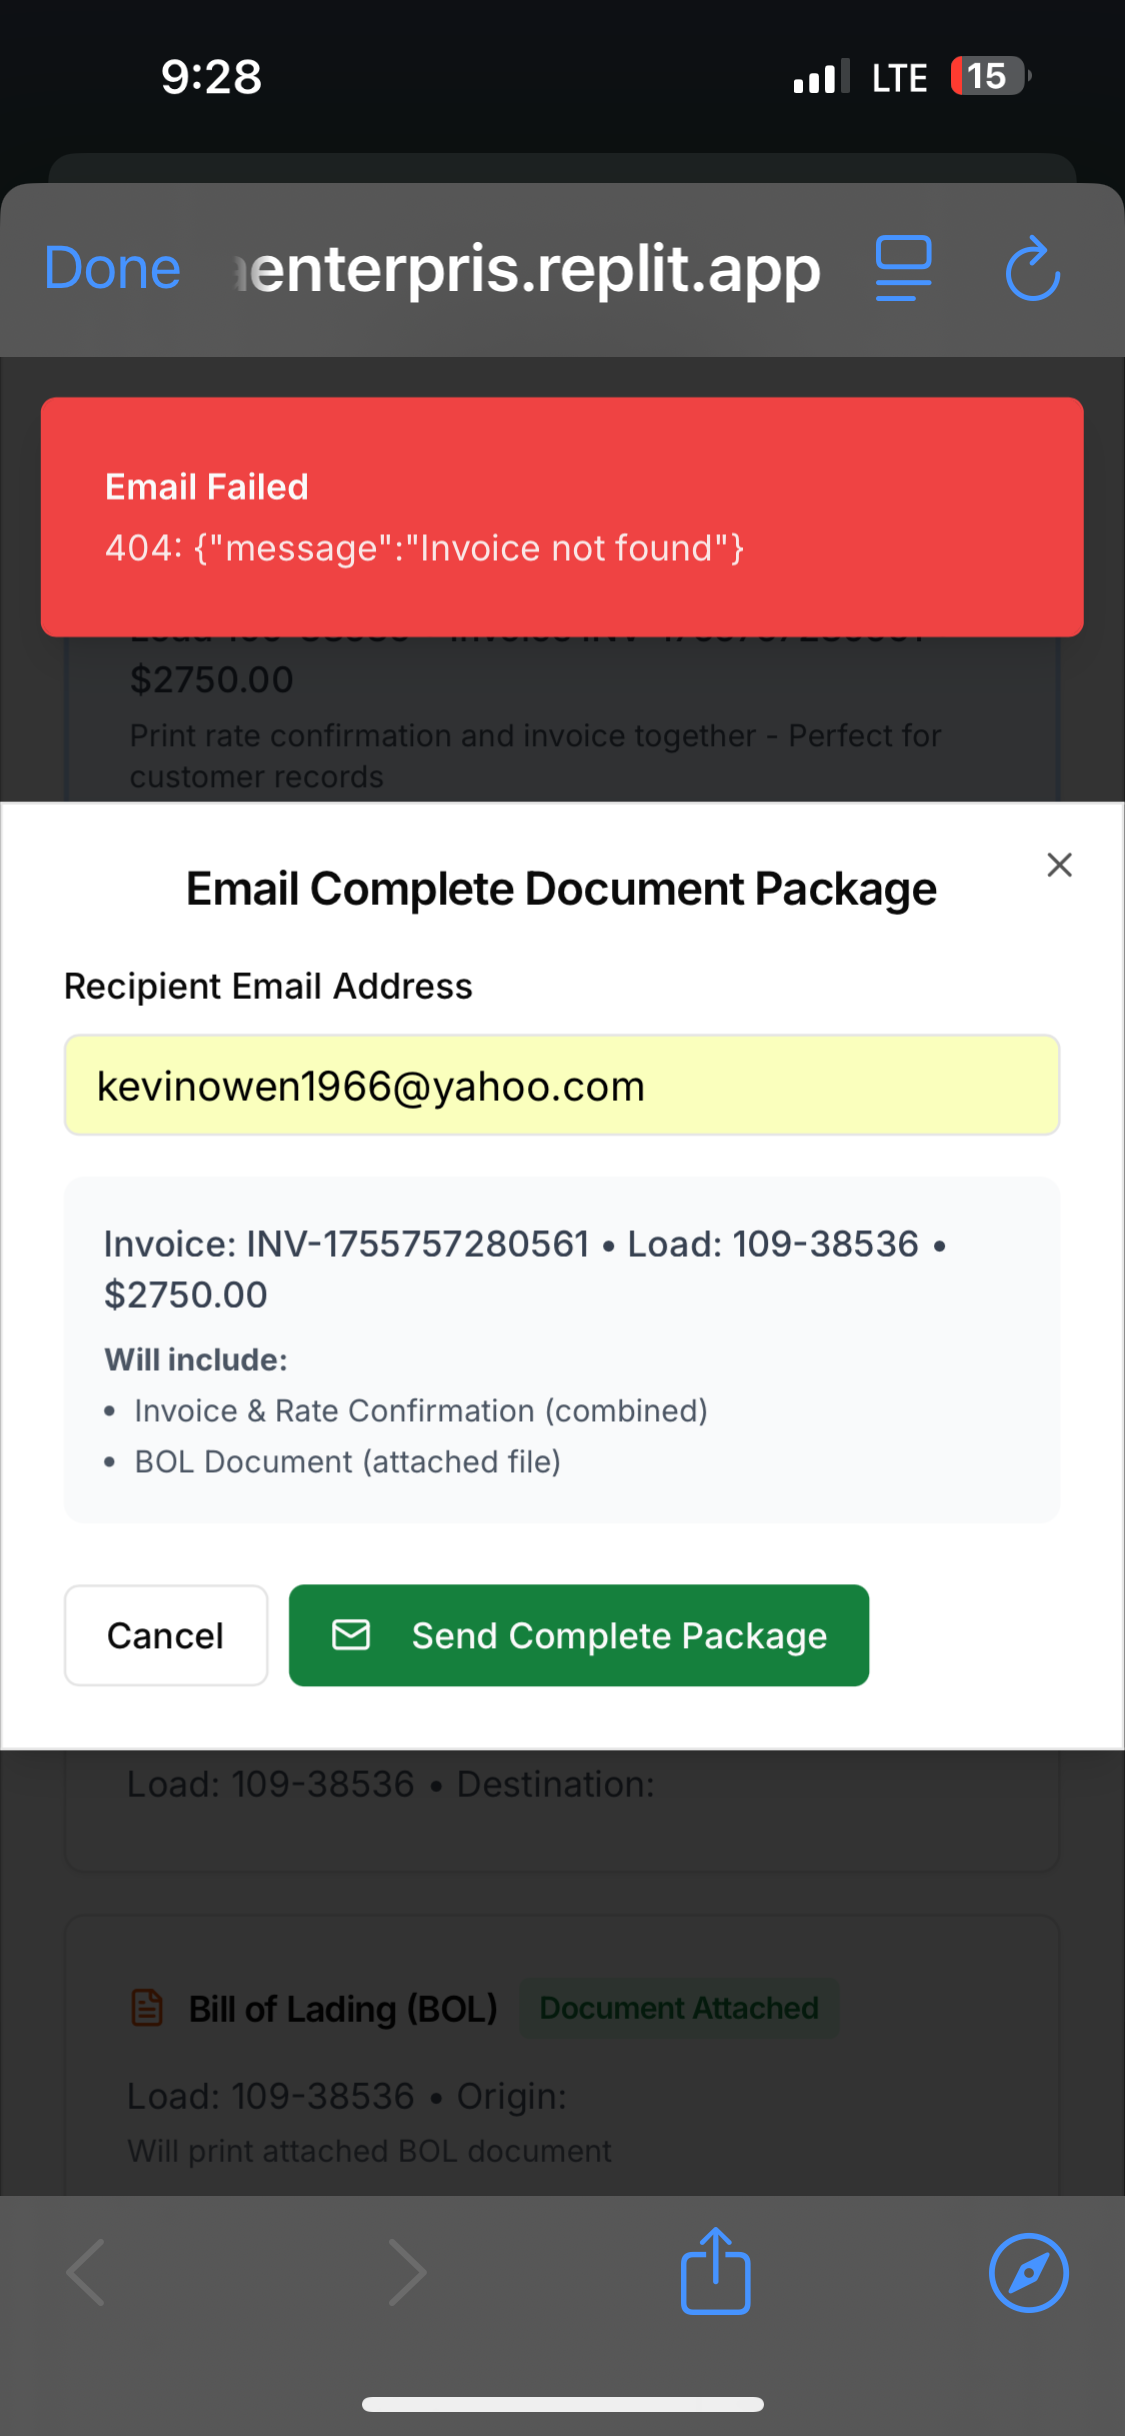 9:28
LTE
15
Done
enterpris.replit.app
Email Failed
404: {"message":"Invoice not found"}
$2750.00
Print rate confirmation and invoice together - Perfect for
customer records
Email Complete Document Package
Recipient Email Address
kevinowen1966@yahoo.com
Invoice: INV-1755757280561 • Load: 109-38536 •
$2750.00
Will include:
• Invoice & Rate Confirmation (combined)
• BOL Document (attached file)
Cancel
Send Complete Package
Load: 109-38536 • Destination:
Bill of Lading (BOL)
Document Attached
Load: 109-38536 • Origin:
Will print attached BOL document